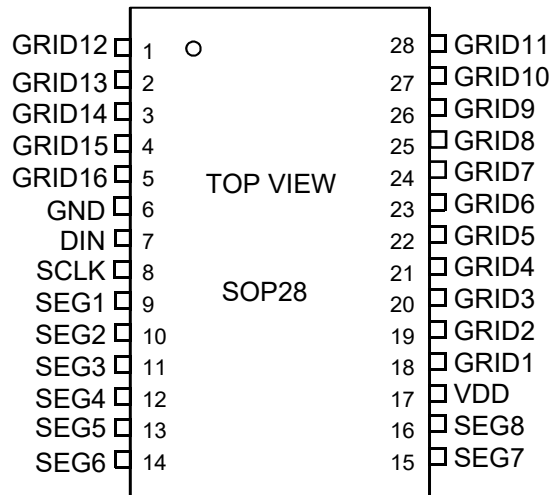 GRID12 1 28 GRID11
GRID13 2 27 GRID10
GRID14 3 26 GRID9
GRID15 4 25 GRID8
GRID16 5 TOP VIEW 24 GRID7
GND 6 23 GRID6
DIN 7 22 GRID5
SCLK 8 21 GRID4
SEG1 9 SOP28 20 GRID3
SEG2 10 19 GRID2
SEG3 11 18 GRID1
SEG4 12 17 VDD
SEG5 13 16 SEG8
SEG6 14 15 SEG7